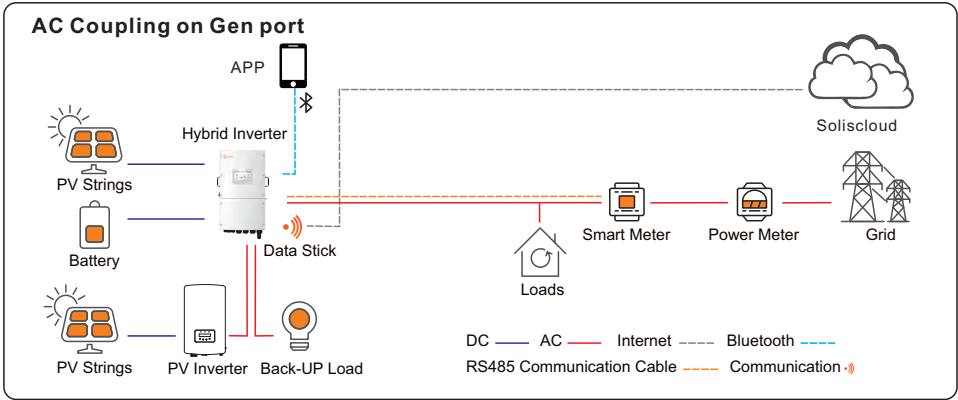 AC Coupling on Gen port
APP
Soliscloud
Hybrid Inverter
PV Strings
Battery
Data Stick
Smart Meter
Power Meter
Grid
Loads
PV Strings
PV Inverter
Back-UP Load
DC
AC
Internet
Bluetooth
RS485 Communication Cable
Communication